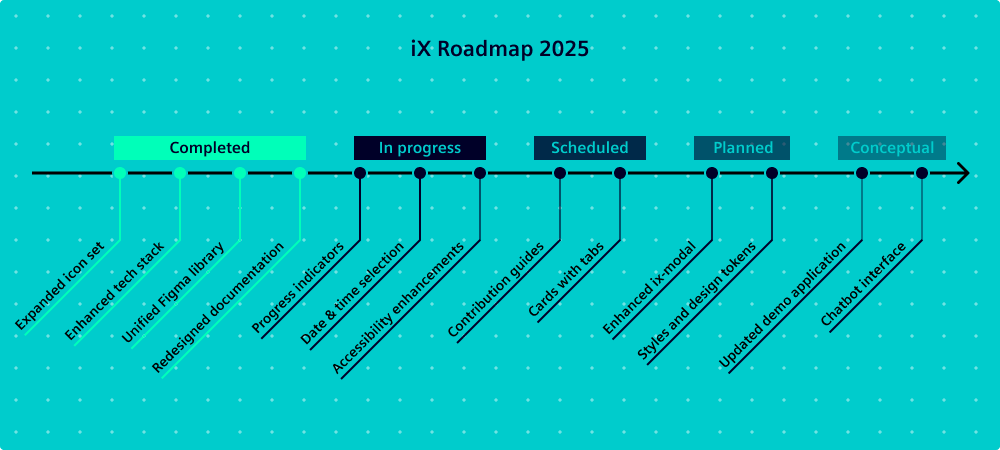 iX Roadmap 2025
Completed
In progress
Scheduled
Planned
Conceptual
Expanded icon set
Enhanced tech stack
Unified Figma library
Redesigned documentation
Progress indicators
Date & time selection
Accessibility enhancements
Contribution guides
Cards with tabs
Enhanced ix-modal
Styles and design tokens
Updated demo application
Chatbot interface